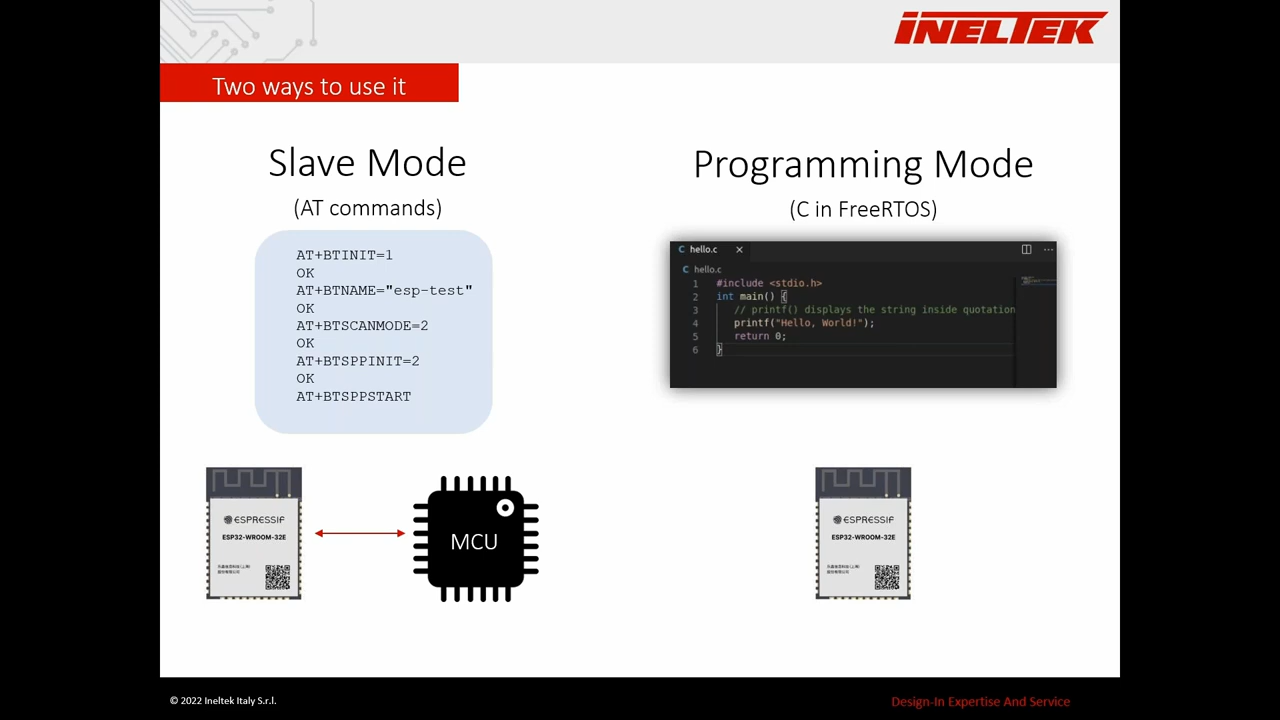 INELTEK
Two ways to use it
Slave Mode
(AT commands)
AT+BTINIT=1
OK
AT+BTNAME="esp-test"
OK
AT+BTSCANMODE=2
OK
AT+BTSPPINIT=2
OK
AT+BTSPPSTART
Programming Mode
(C in FreeRTOS)
C hello.c ×
C hello.c
1 #include <stdio.h>
2 int main() {
3 // printf() displays the string inside quotation
4 printf("Hello, World!");
5 return 0;
6 }
ESPRESSIF
ESP32-WROOM-32E
MCU
ESPRESSIF
ESP32-WROOM-32E
© 2022 Ineltek Italy S.r.l.
Design-In Expertise And Service